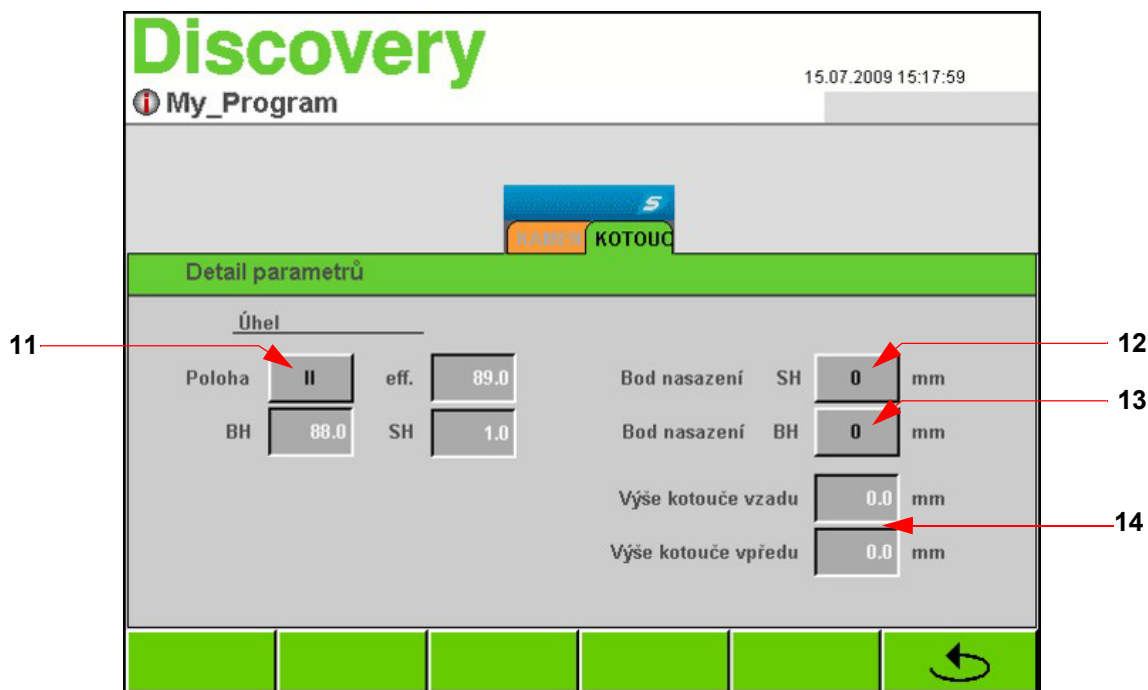 Discovery
15.07.2009 15:17:59
My_Program
S
KAMEN KOTOUC
Detail parametrů
Úhel
11
12
Poloha II eff. 89.0 Bod nasazení SH 0 mm
13
BH 88.0 SH 1.0 Bod nasazení BH 0 mm
Výše kotouče vzadu 0.0 mm
14
Výše kotouče vpředu 0.0 mm